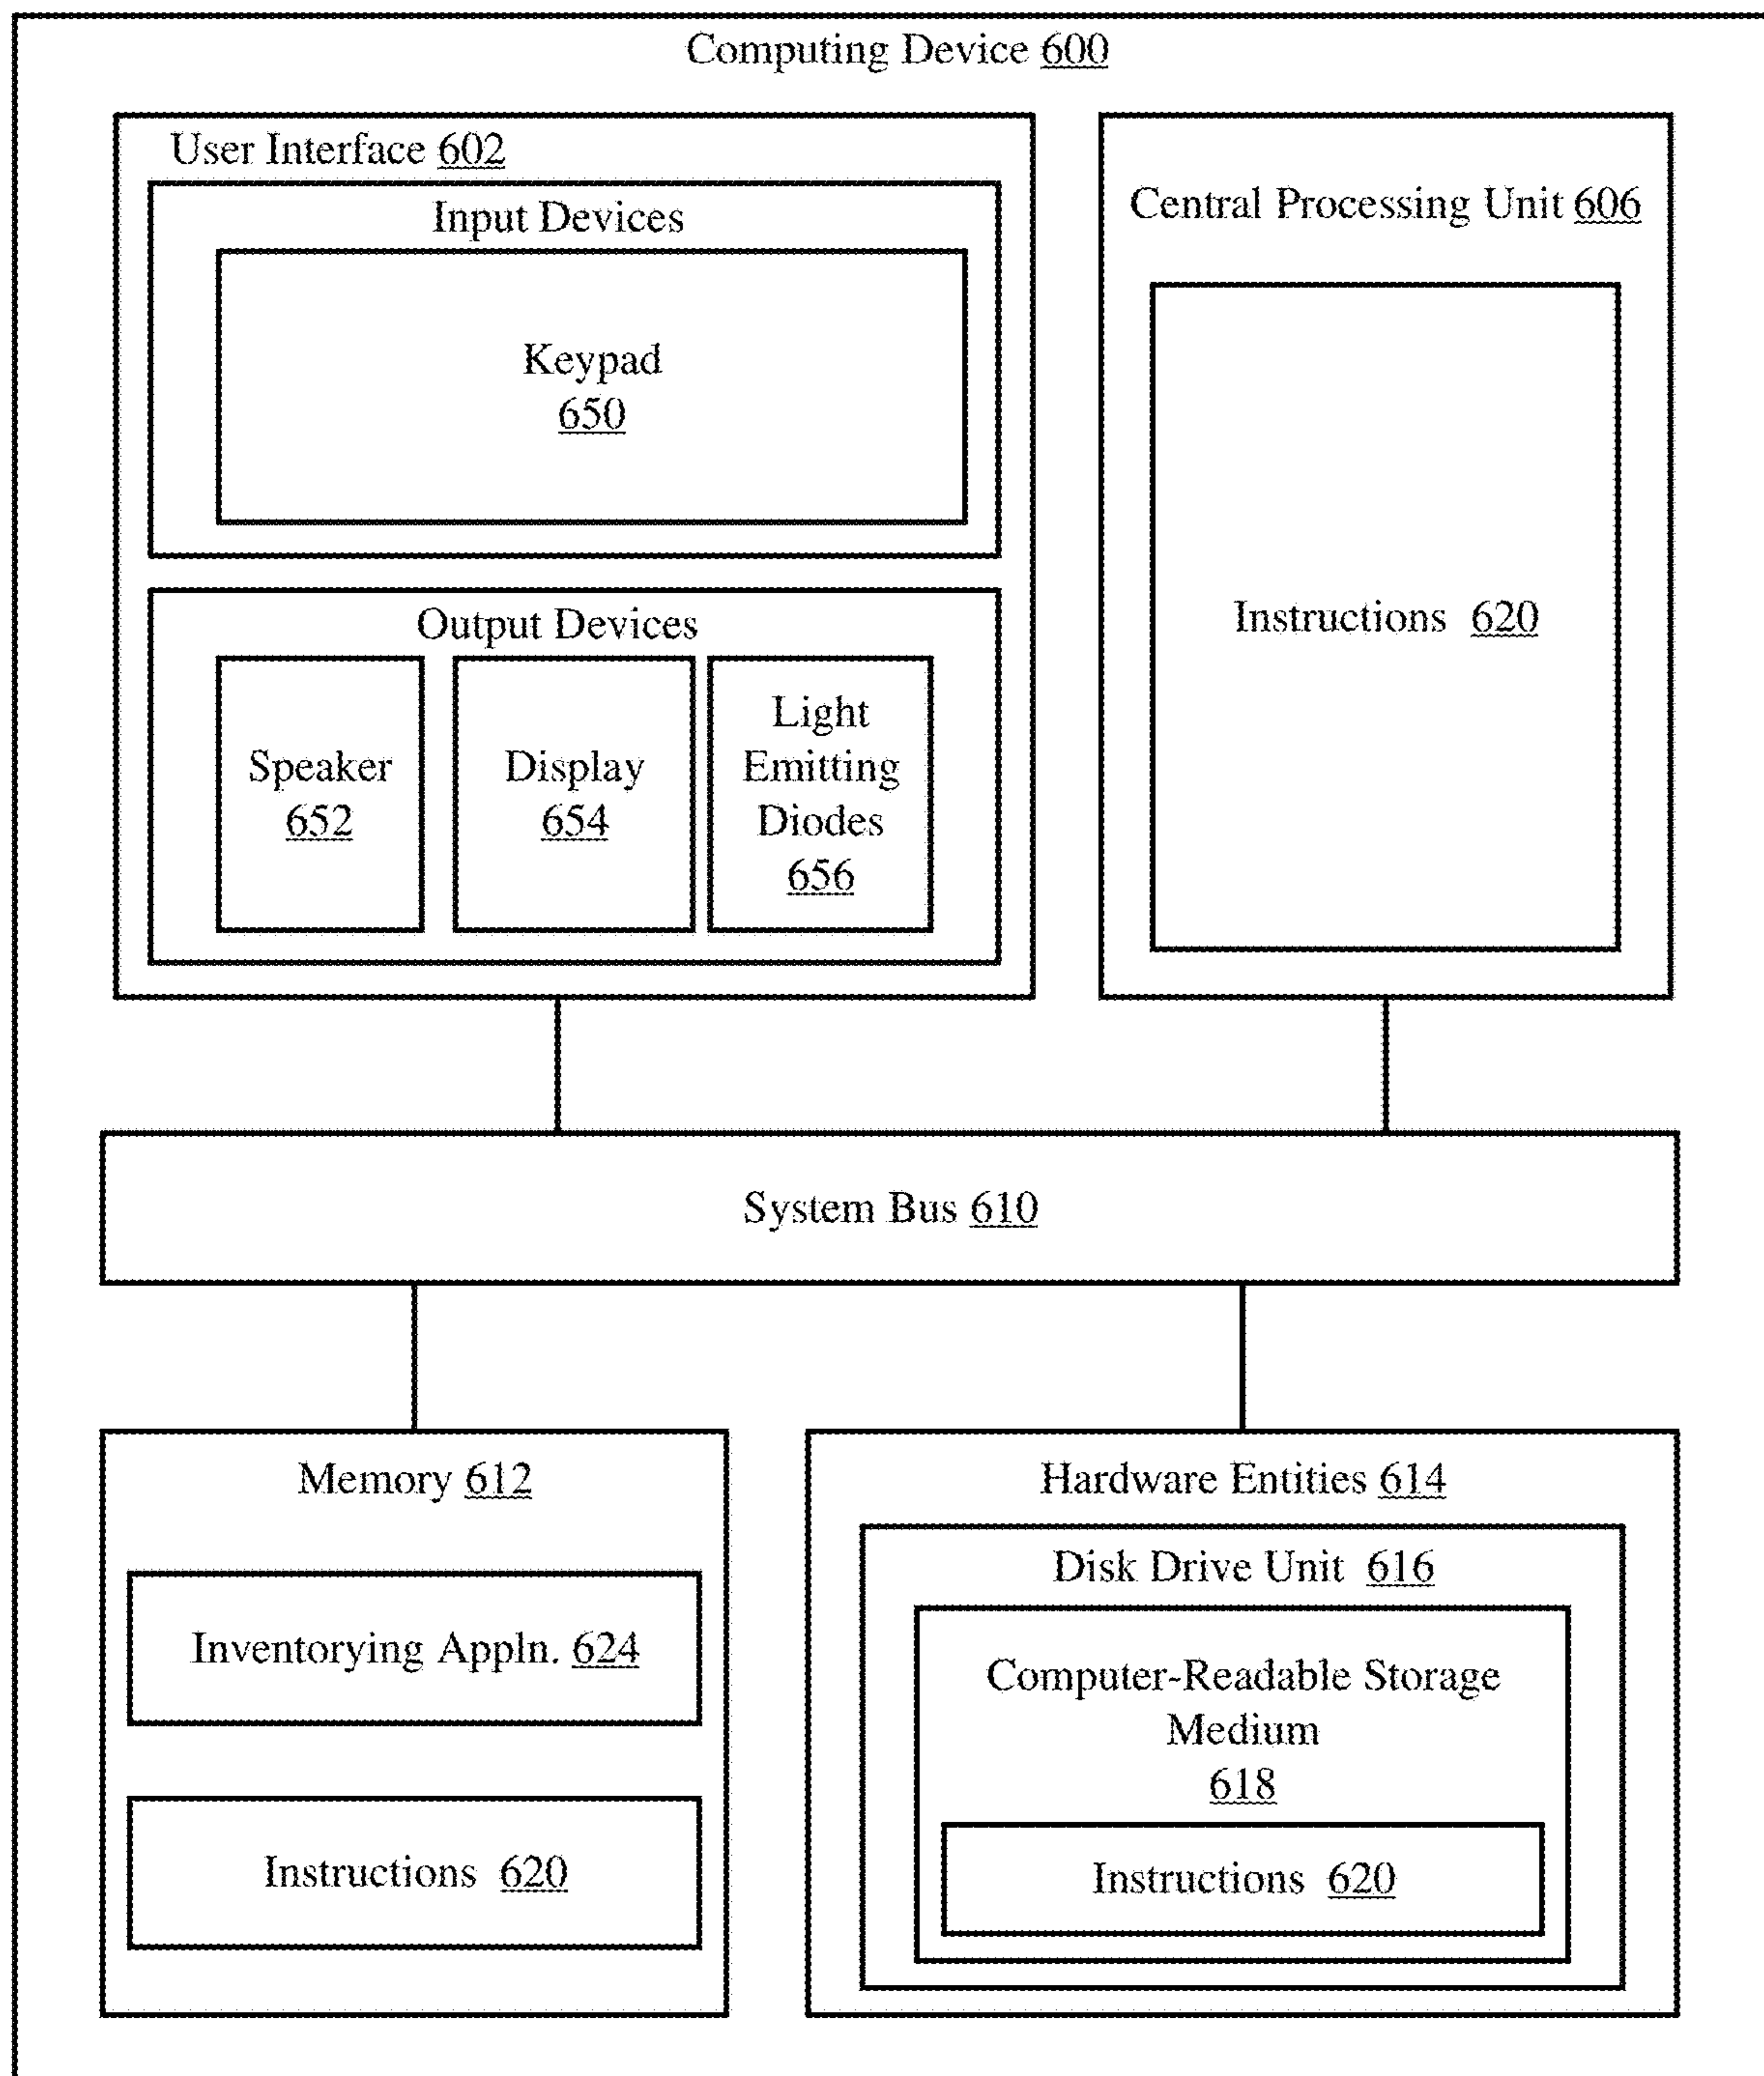 Computing Device 600
User Interface 602
Input Devices
Keypad
650
Output Devices
Speaker
652
Display
654
Light
Emitting
Diodes
656
Central Processing Unit 606
Instructions 620
System Bus 610
Memory 612
Inventorying Appln. 624
Instructions 620
Hardware Entities 614
Disk Drive Unit 616
Computer-Readable Storage
Medium
618
Instructions 620